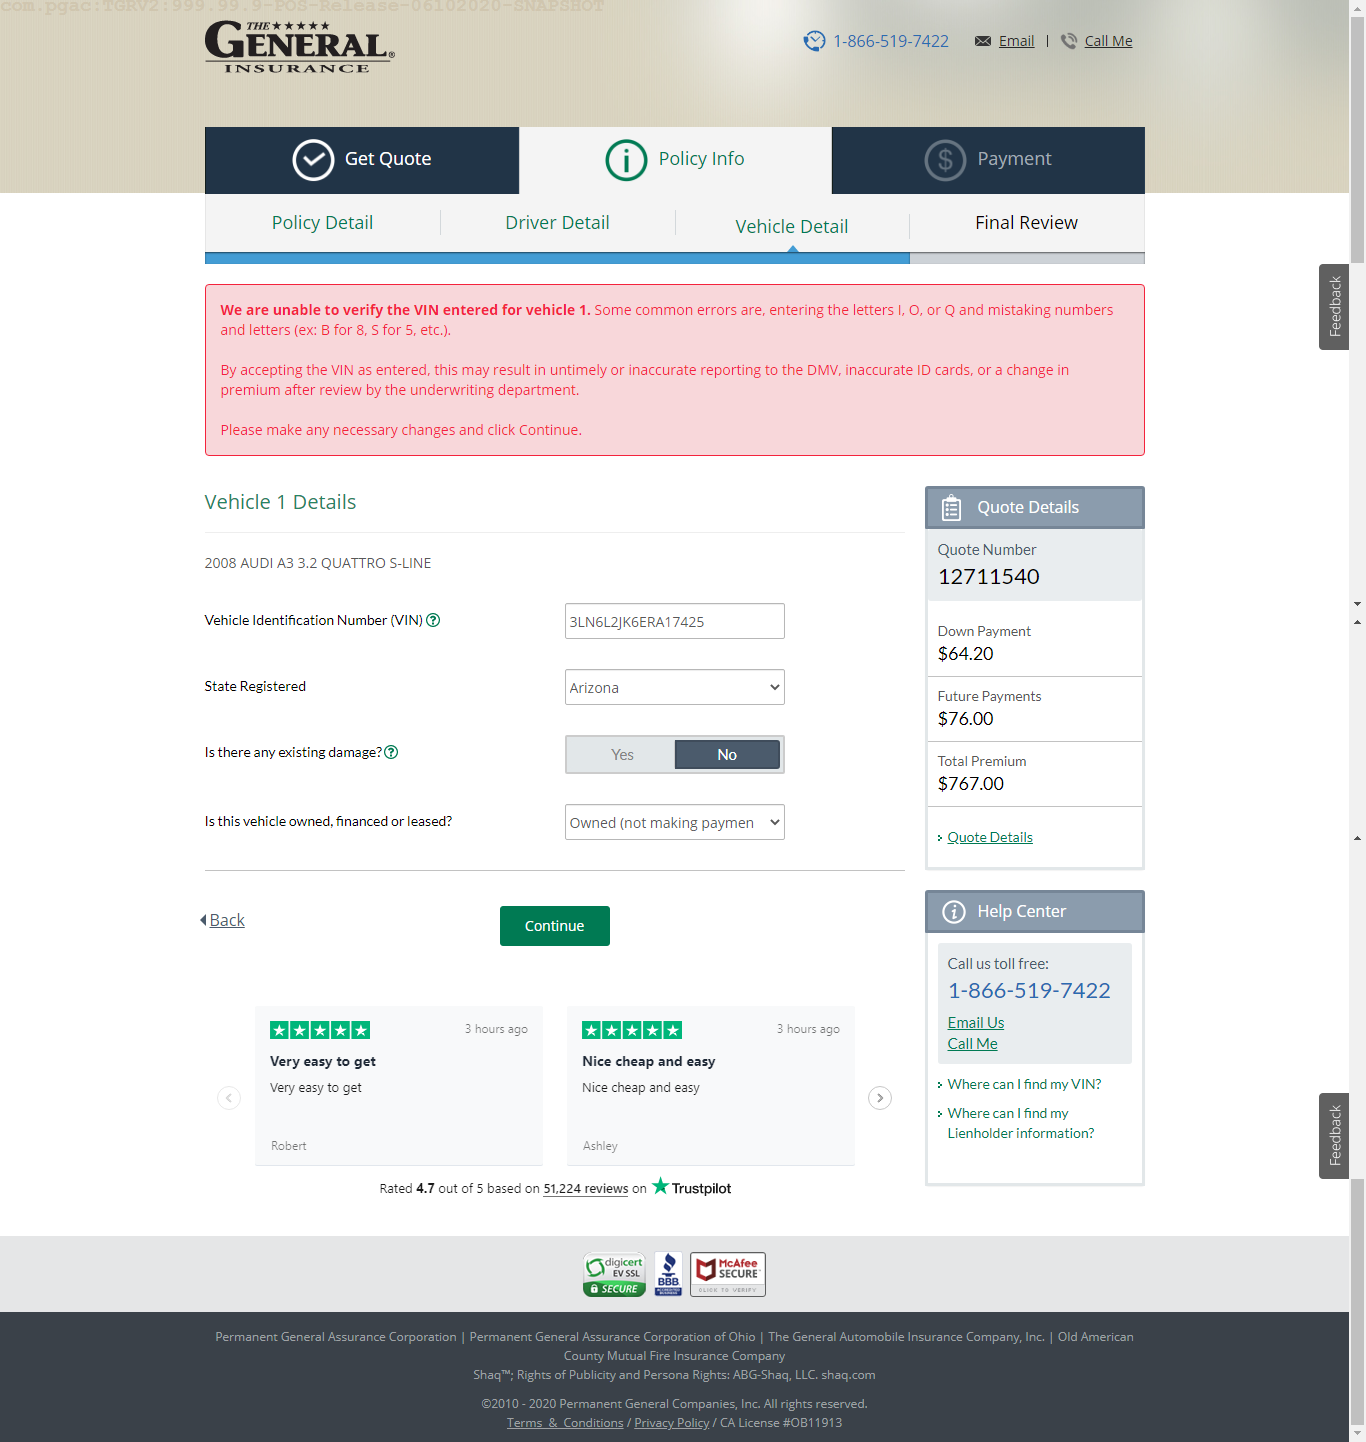 com.pgac:TGRV2:999.99.9-POS-Release-06102020-SNAPSHOT
THE
GENERAL®
INSURANCE
1-866-519-7422 Email | Call Me
Get Quote
Policy Info
$ Payment
Policy Detail
Driver Detail
Vehicle Detail
Final Review
Feedback
We are unable to verify the VIN entered for vehicle 1. Some common errors are, entering the letters I, O, or Q and mistaking numbers
and letters (ex: B for 8, S for 5, etc.).
By accepting the VIN as entered, this may result in untimely or inaccurate reporting to the DMV, inaccurate ID cards, or a change in
premium after review by the underwriting department.
Please make any necessary changes and click Continue.
Vehicle 1 Details
2008 AUDI A3 3.2 QUATTRO S-LINE
Vehicle Identification Number (VIN) ?
3LN6L2JK6ERA17425
State Registered
Arizona
Is there any existing damage? ?
Yes No
Is this vehicle owned, financed or leased?
Owned (not making paymen
Back
Continue
Quote Details
Quote Number
12711540
Down Payment
$64.20
Future Payments
$76.00
Total Premium
$767.00
Quote Details
Help Center
Call us toll free:
1-866-519-7422
Email Us
Call Me
Where can I find my VIN?
Where can I find my
Lienholder information?
Feedback
3 hours ago
Very easy to get
Very easy to get
Robert
3 hours ago
Nice cheap and easy
Nice cheap and easy
Ashley
Rated 4.7 out of 5 based on 51,224 reviews on Trustpilot
digicert
EV SSL
SECURE
BBB
ACCREDITED
BUSINESS
McAfee
SECURE
CLICK TO VERIFY
Permanent General Assurance Corporation | Permanent General Assurance Corporation of Ohio | The General Automobile Insurance Company, Inc. | Old American
County Mutual Fire Insurance Company
Shaq™; Rights of Publicity and Persona Rights: ABG-Shaq, LLC. shaq.com
©2010 - 2020 Permanent General Companies, Inc. All rights reserved.
Terms & Conditions / Privacy Policy / CA License #OB11913